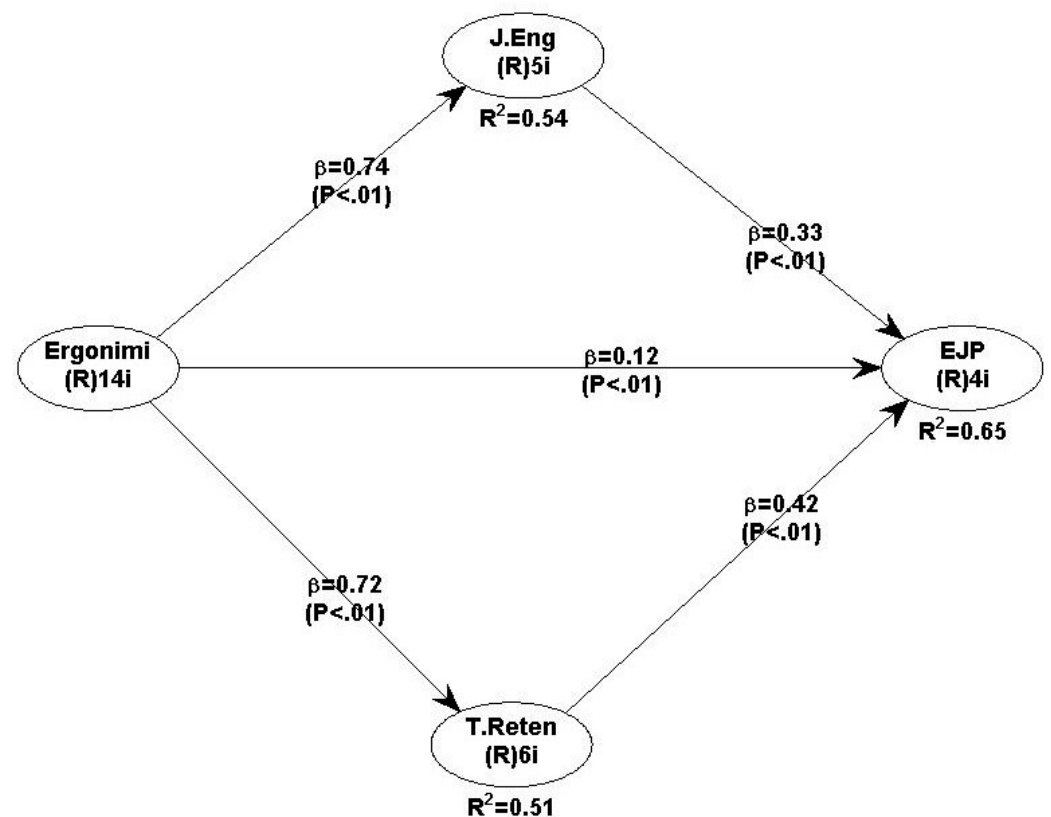 J.Eng
(R)5i
R²=0.54
β=0.74
(P<.01)
β=0.33
(P<.01)
Ergonimi
(R)14i
β=0.12
(P<.01)
EJP
(R)4i
R²=0.65
β=0.42
(P<.01)
β=0.72
(P<.01)
T.Reten
(R)6i
R²=0.51